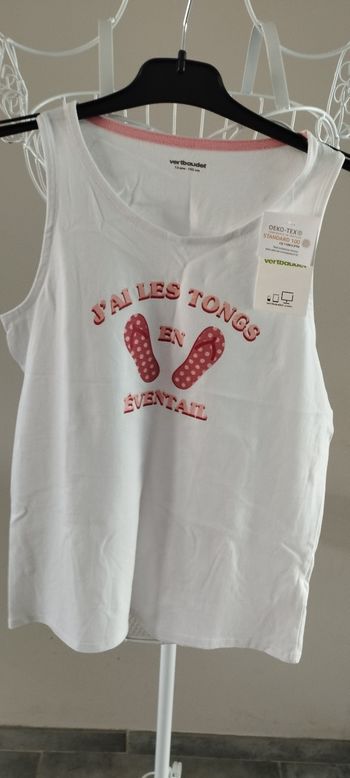 vertbaudet
J'AI LES TONGS
EN
ÉVENTAIL
OEKO-TEX®
STANDARD 100
vertbaudet